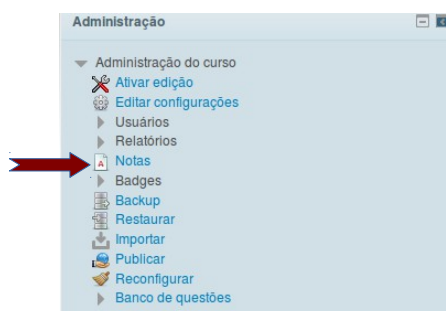 Administração
Administração do curso
Ativar edição
Editar configurações
Usuários
Relatórios
Notas
Badges
Backup
Restaurar
Importar
Publicar
Reconfigurar
Banco de questões